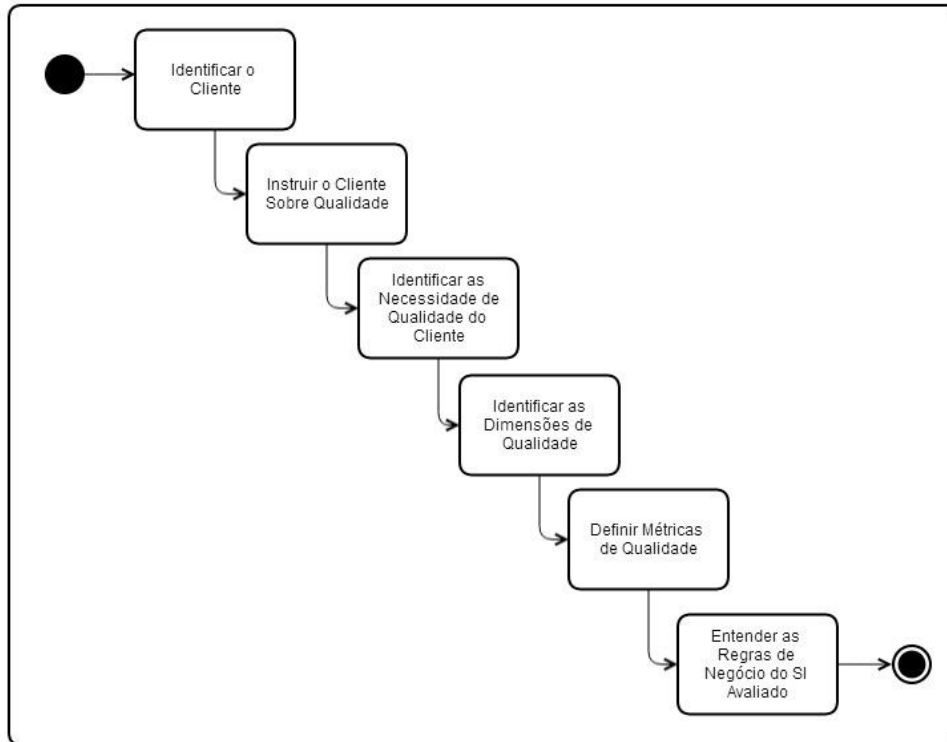 Identificar o
Cliente
Instruir o Cliente
Sobre Qualidade
Identificar as
Necessidade de
Qualidade do
Cliente
Identificar as
Dimensões de
Qualidade
Definir Métricas
de Qualidade
Entender as
Regras de
Negócio do SI
Avaliado